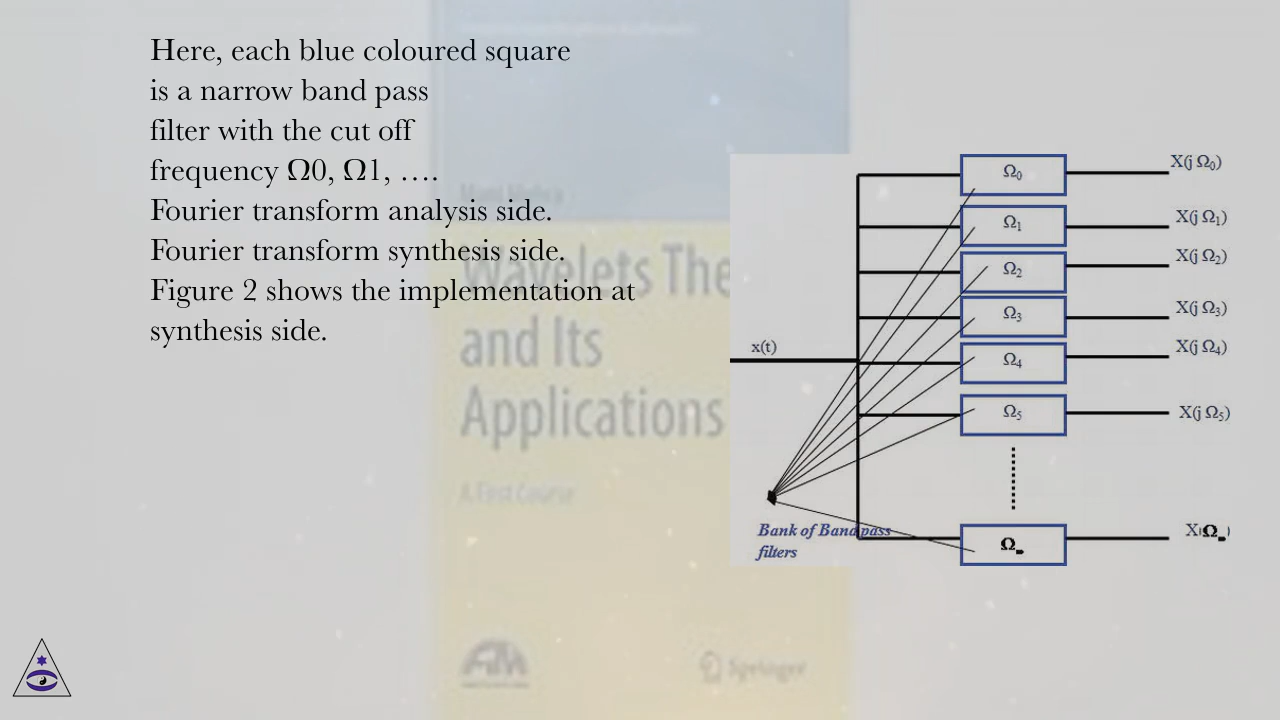 Here, each blue coloured square
is a narrow band pass
filter with the cut off
frequency Ω0, Ω1, ….
Fourier transform analysis side.
Fourier transform synthesis side.
Figure 2 shows the implementation at
synthesis side.
Wavelets The
and Its
Applications
A First Course
Springer
x(t)
Ω₀
X(j Ω₀)
Ω₁
X(j Ω₁)
Ω₂
X(j Ω₂)
Ω₃
X(j Ω₃)
Ω₄
X(j Ω₄)
Ω₅
X(j Ω₅)
Bank of Band pass
filters